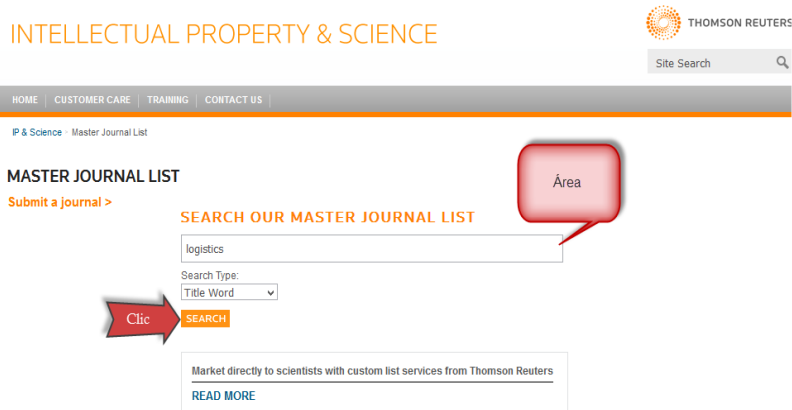 INTELLECTUAL PROPERTY & SCIENCE
THOMSON REUTERS
Site Search
HOME CUSTOMER CARE TRAINING CONTACT US
IP & Science - Master Journal List
MASTER JOURNAL LIST
Submit a journal >
Área
SEARCH OUR MASTER JOURNAL LIST
logistics
Search Type:
Title Word
Clic
SEARCH
Market directly to scientists with custom list services from Thomson Reuters
READ MORE